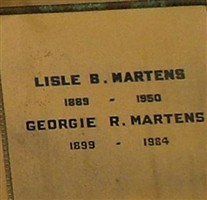 LISLE B. MARTENS
1889 - 1950
GEORGIE R. MARTENS
1899 - 1984